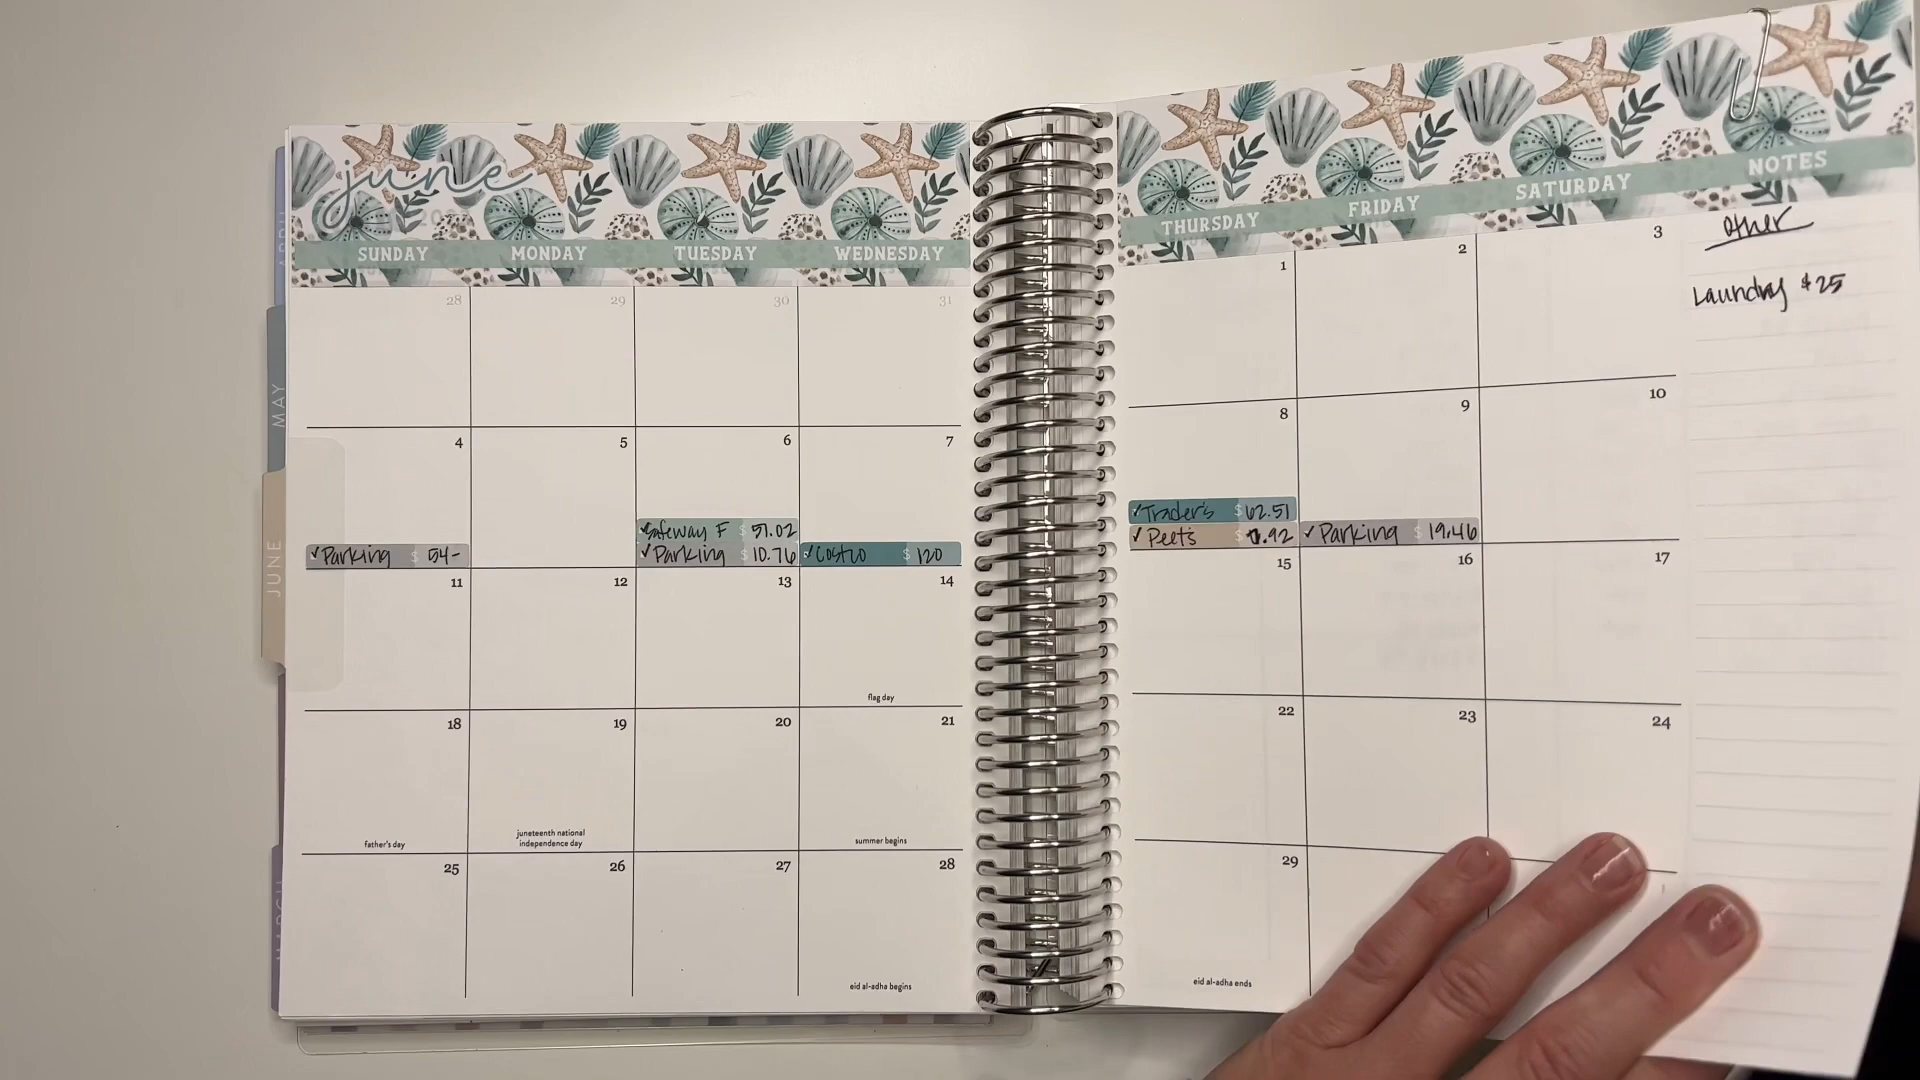 june
SUNDAY MONDAY TUESDAY WEDNESDAY THURSDAY FRIDAY SATURDAY NOTES
other
Laundry $25
28 29 30 31 1 2 3
4 5 6 7 8 9 10
✓Parking $ 54-
✓Safeway F $ 51.02
✓Parking $ 10.76
✓Costco $ 120
✓Trader's $ 62.51
✓Peet's $
✓Parking $ 19.46
11 12 13 14 15 16 17
flag day
18 19 20 21 22 23 24
father's day
juneteenth national
independence day
summer begins
25 26 27 28 29
eid al-adha begins
eid al-adha ends
APRIL
MAY
JUNE
MARCH